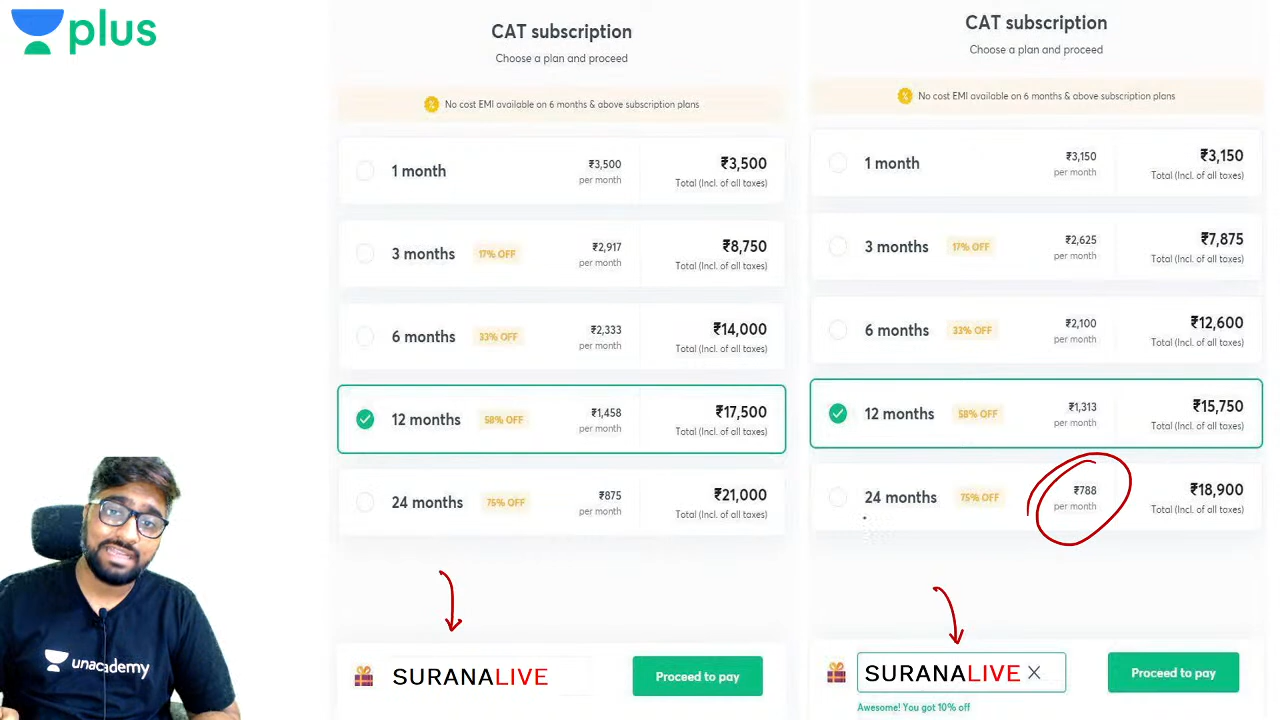 plus
CAT subscription
Choose a plan and proceed
No cost EMI available on 6 months & above subscription plans
1 month
₹3,500
per month
₹3,500
Total (Incl. of all taxes)
3 months
17% OFF
₹2,917
per month
₹8,750
Total (Incl. of all taxes)
6 months
33% OFF
₹2,333
per month
₹14,000
Total (Incl. of all taxes)
12 months
58% OFF
₹1,458
per month
₹17,500
Total (Incl. of all taxes)
24 months
75% OFF
₹875
per month
₹21,000
Total (Incl. of all taxes)
SURANALIVE
Proceed to pay
CAT subscription
Choose a plan and proceed
No cost EMI available on 6 months & above subscription plans
1 month
₹3,150
per month
₹3,150
Total (Incl. of all taxes)
3 months
17% OFF
₹2,625
per month
₹7,875
Total (Incl. of all taxes)
6 months
33% OFF
₹2,100
per month
₹12,600
Total (Incl. of all taxes)
12 months
58% OFF
₹1,313
per month
₹15,750
Total (Incl. of all taxes)
24 months
75% OFF
₹788
per month
₹18,900
Total (Incl. of all taxes)
SURANALIVE
Proceed to pay
Awesome! You got 10% off
unacademy